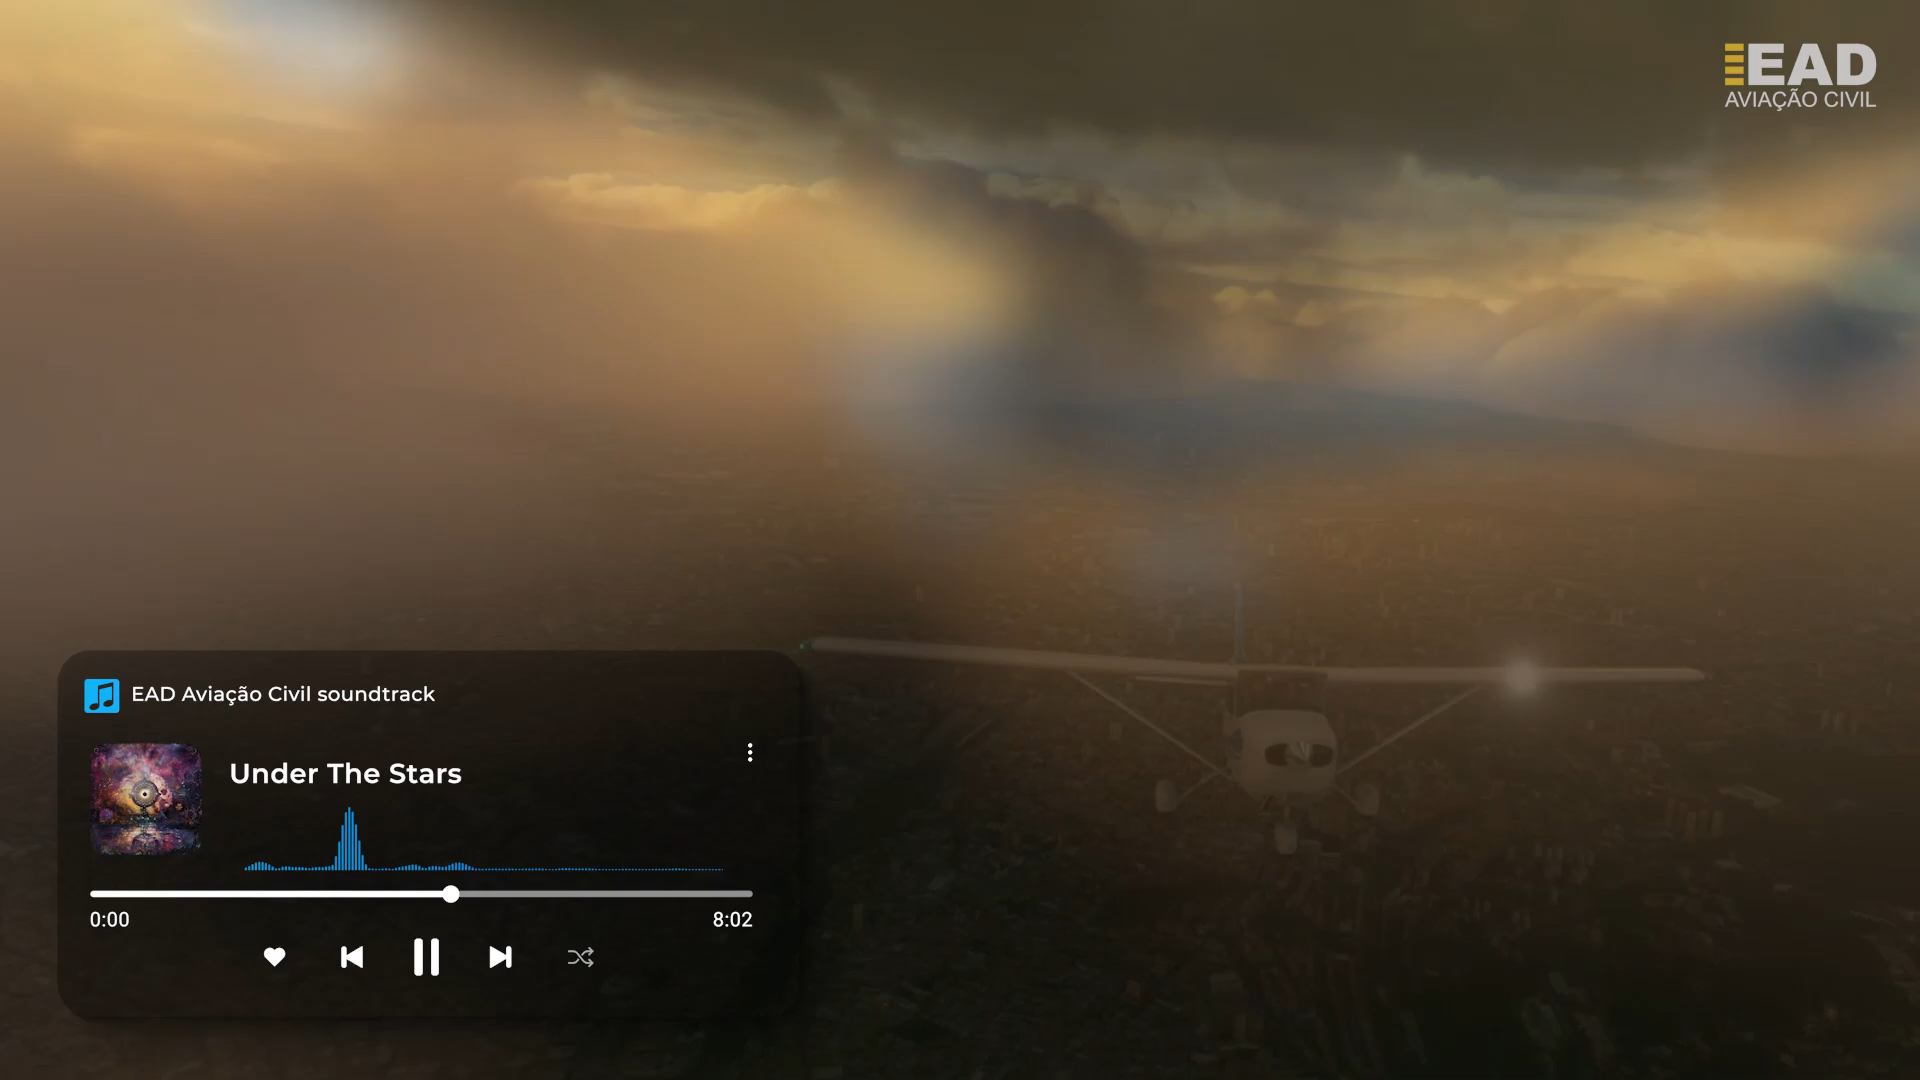 EAD
AVIAÇÃO CIVIL
EAD Aviação Civil soundtrack
Under The Stars
0:00
8:02